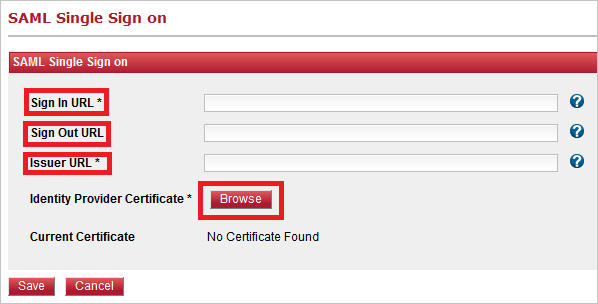 SAML Single Sign on
SAML Single Sign on
Sign In URL *
Sign Out URL
Issuer URL *
Identity Provider Certificate * Browse
Current Certificate No Certificate Found
Save Cancel